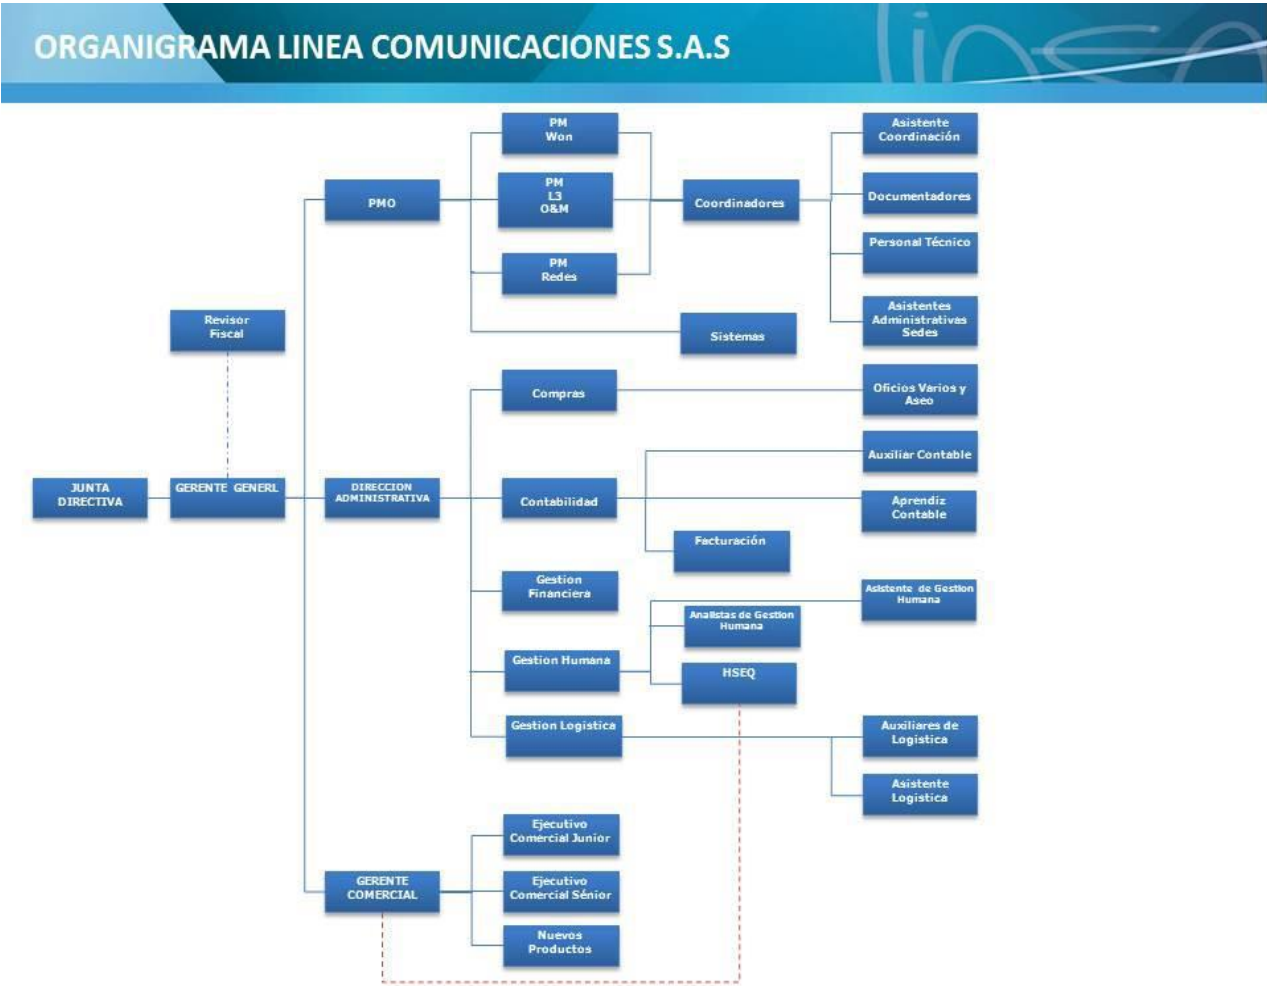 ORGANIGRAMA LINEA COMUNICACIONES S.A.S
LINEA
PM
Won
Asistente
Coordinación
PMO
PM
L3
O&M
Coordinadores
Documentadores
Personal Técnico
PM
Redes
Revisor
Fiscal
Sistemas
Asistentes
Administrativas
Sedes
Compras
Oficios Varios y
Aseo
Auxiliar Contable
JUNTA
DIRECTIVA
GERENTE GENERL
DIRECCION
ADMINISTRATIVA
Contabilidad
Aprendiz
Contable
Facturación
Gestion
Financiera
Asistente de Gestion
Humana
Analistas de Gestion
Humana
Gestion Humana
HSEQ
Gestion Logistica
Auxiliares de
Logistica
Asistente
Logistica
Ejecutivo
Comercial Junior
GERENTE
COMERCIAL
Ejecutivo
Comercial Sénior
Nuevos
Productos